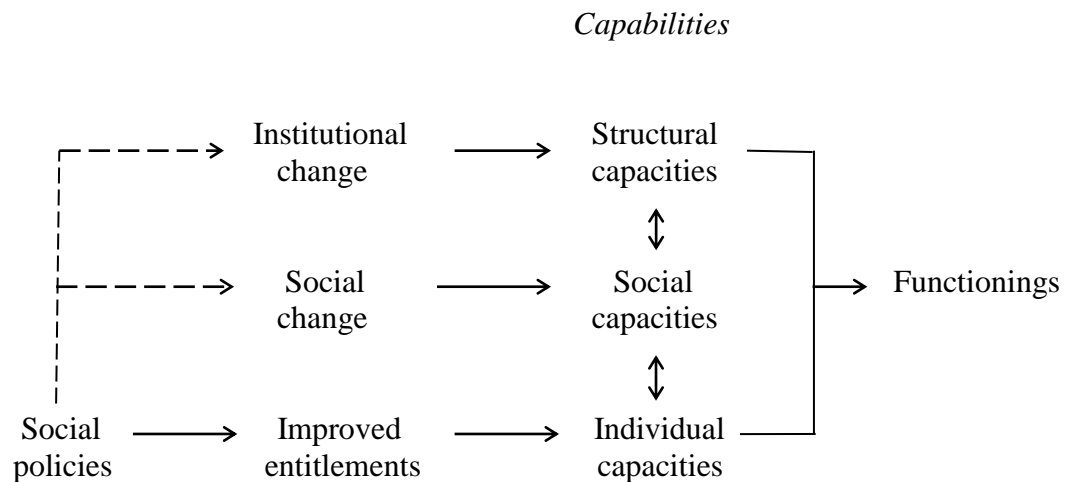 Capabilities
Institutional
change
Structural
capacities
Social
change
Social
capacities
Functionings
Social
policies
Improved
entitlements
Individual
capacities